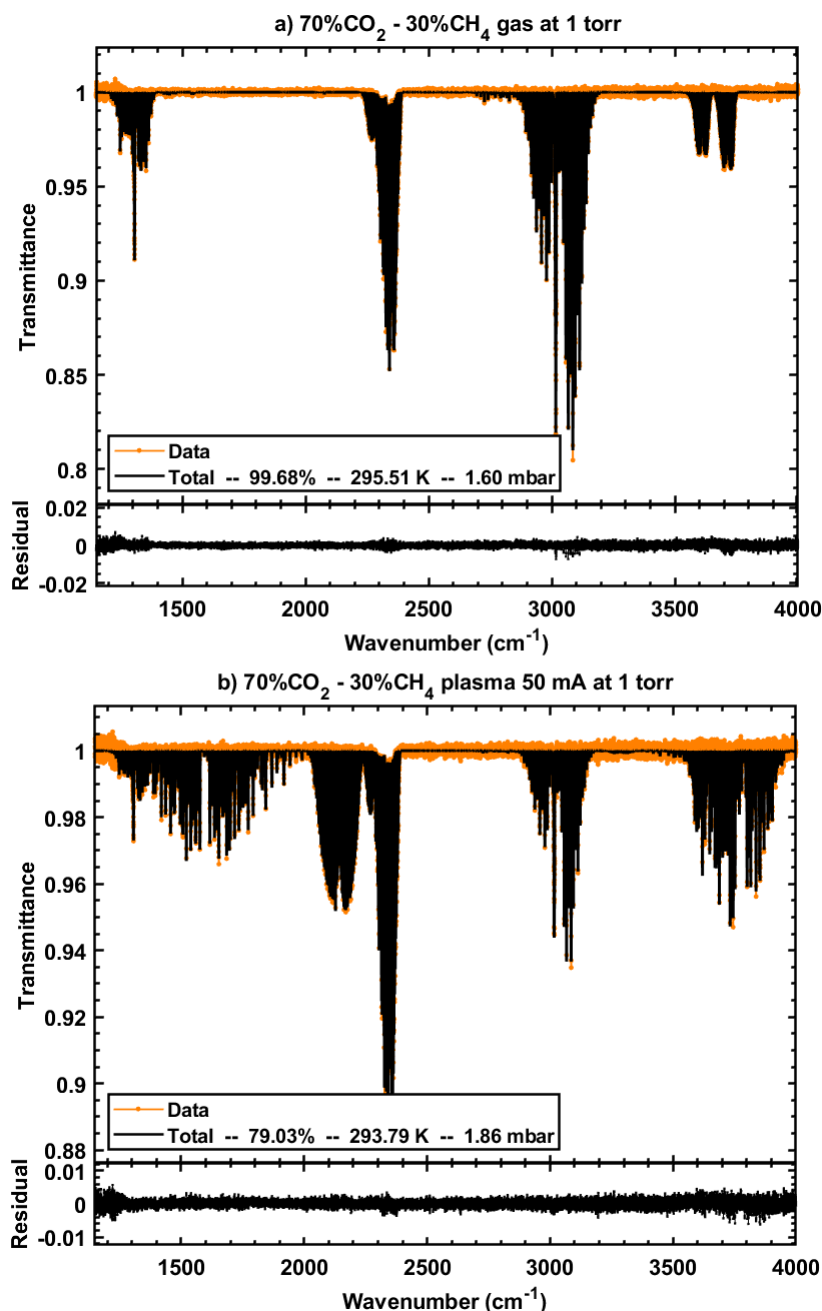 a) 70%CO2 - 30%CH4 gas at 1 torr
Transmittance
1
0.95
0.9
0.85
0.8
Data
Total -- 99.68% -- 295.51 K -- 1.60 mbar
Residual
0.02
0
-0.02
1500 2000 2500 3000 3500 4000
Wavenumber (cm-1)
b) 70%CO2 - 30%CH4 plasma 50 mA at 1 torr
Transmittance
1
0.98
0.96
0.94
0.92
0.9
0.88
Data
Total -- 79.03% -- 293.79 K -- 1.86 mbar
Residual
0.01
0
-0.01
1500 2000 2500 3000 3500 4000
Wavenumber (cm-1)